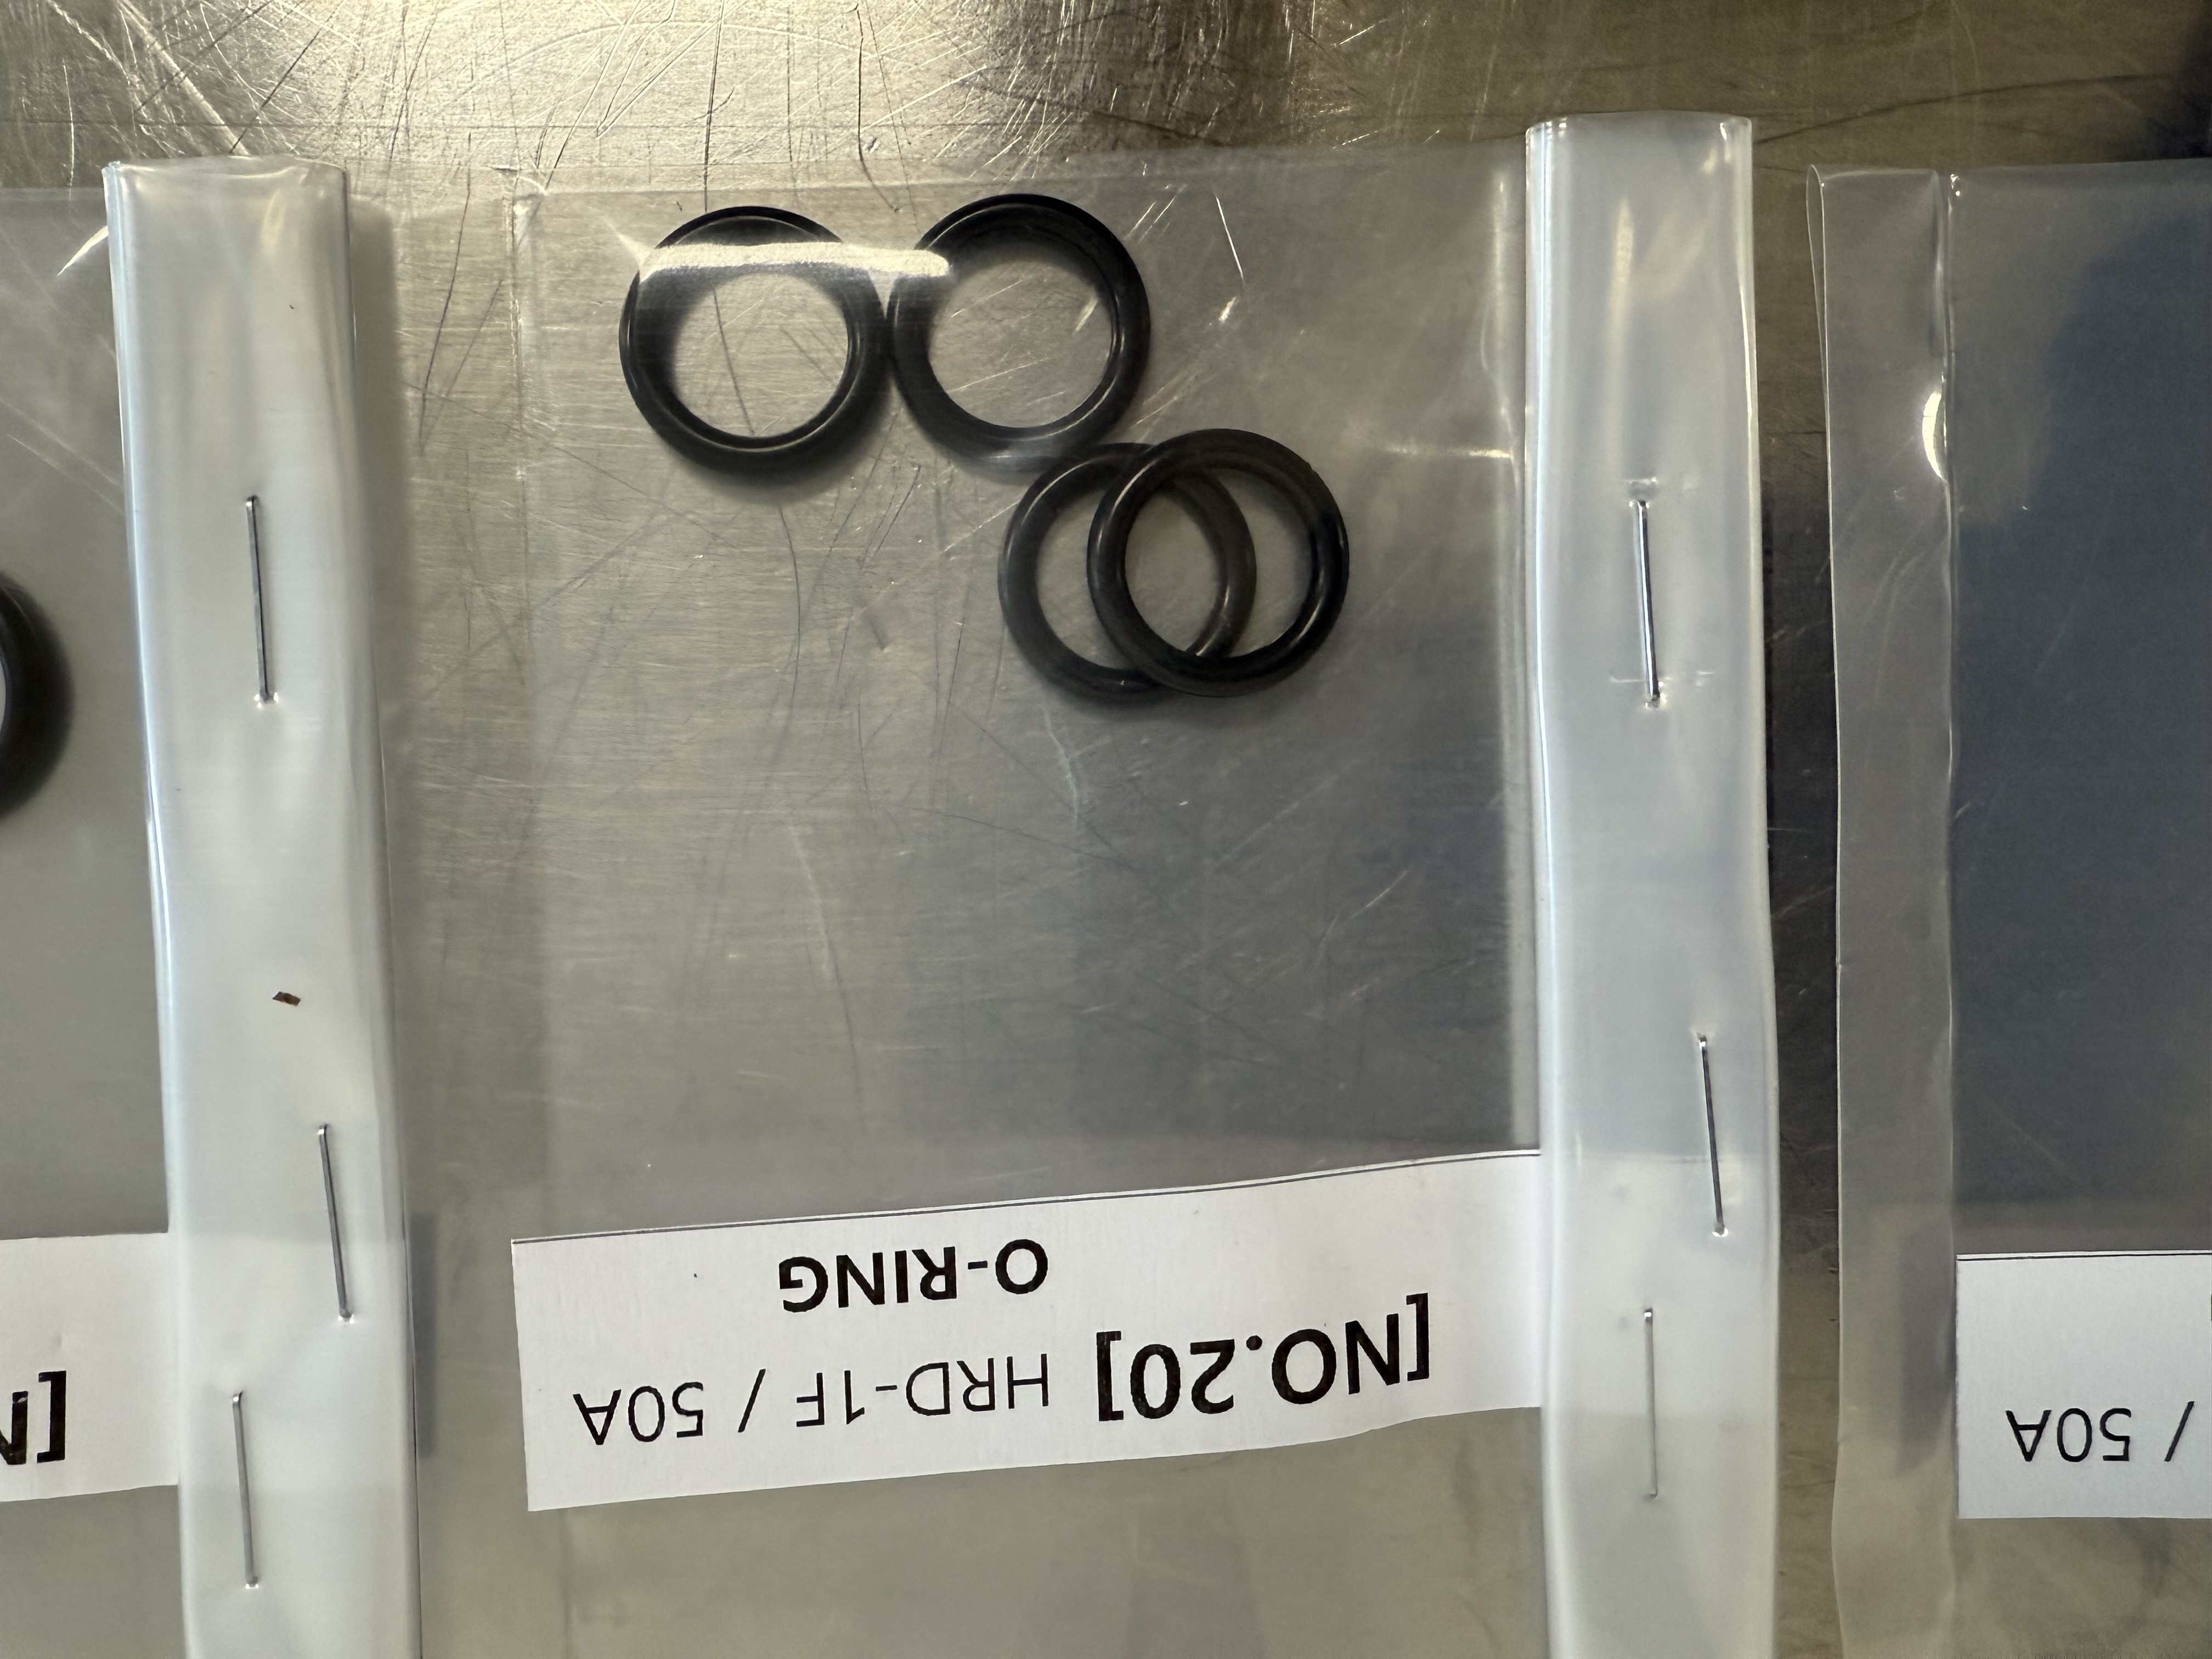 [NO.20] HRD-1F / 50A
O-RING
/ 50A
[N